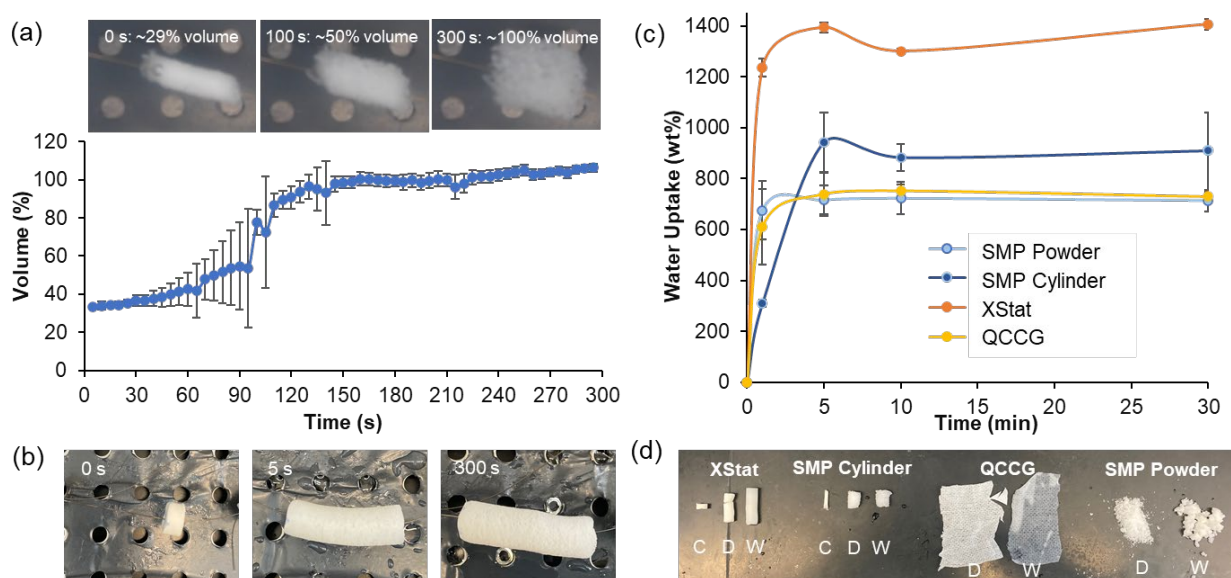 (a)
0 s: ~29% volume
100 s: ~50% volume
300 s: ~100% volume
120
100
80
60
40
20
0
Volume (%)
0 30 60 90 120 150 180 210 240 270 300
Time (s)
(b)
0 s
5 s
300 s
(c)
1400
1200
1000
800
600
400
200
0
Water Uptake (wt%)
SMP Powder
SMP Cylinder
XStat
QCCG
0 5 10 15 20 25 30
Time (min)
(d)
XStat
SMP Cylinder
QCCG
SMP Powder
C D W
C D W
D W
D W